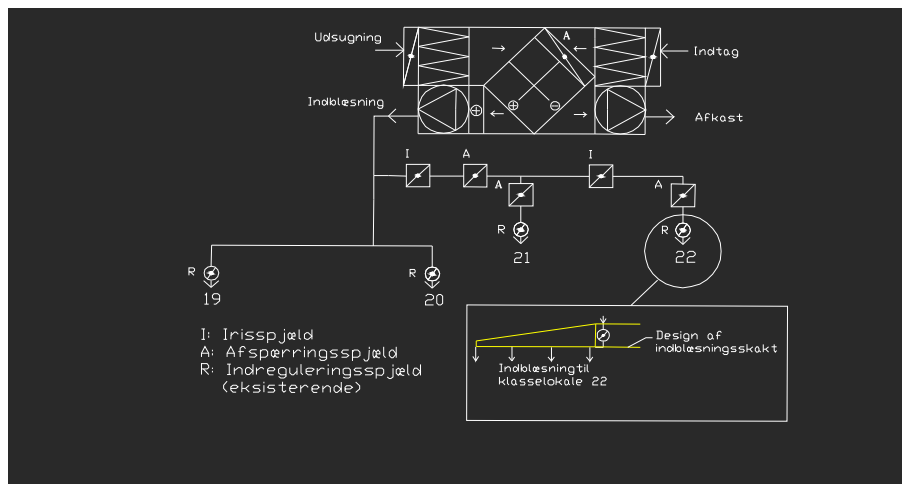 Udsugning
A
Indtag
Indblæsning
Afkast
I
A
I
A
A
R
R
21
22
R
R
19
20
I: Irisspjæld
A: Afspærringsspjæld
R: Indreguleringsspjæld
(eksisterende)
Design af
indblæsningsskakt
Indblæsningtil
klasselokale 22